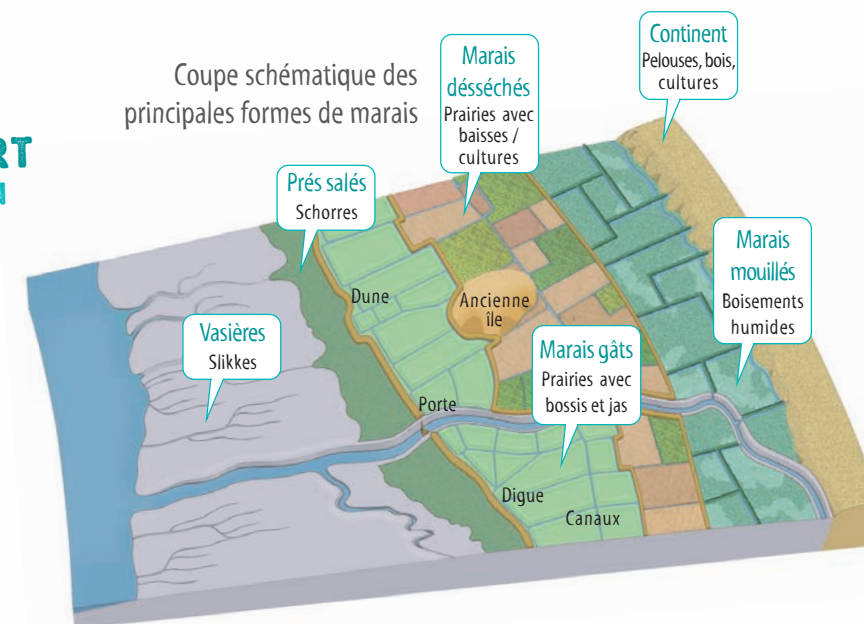 Coupe schématique des
principales formes de marais
RT
Continent
Pelouses, bois,
cultures
Marais
désséchés
Prairies avec
baisses /
cultures
Prés salés
Schorres
Marais
mouillés
Boisements
humides
Dune
Ancienne
île
Vasières
Slikkes
Marais gâts
Prairies avec
bossis et jas
Porte
Digue
Canaux